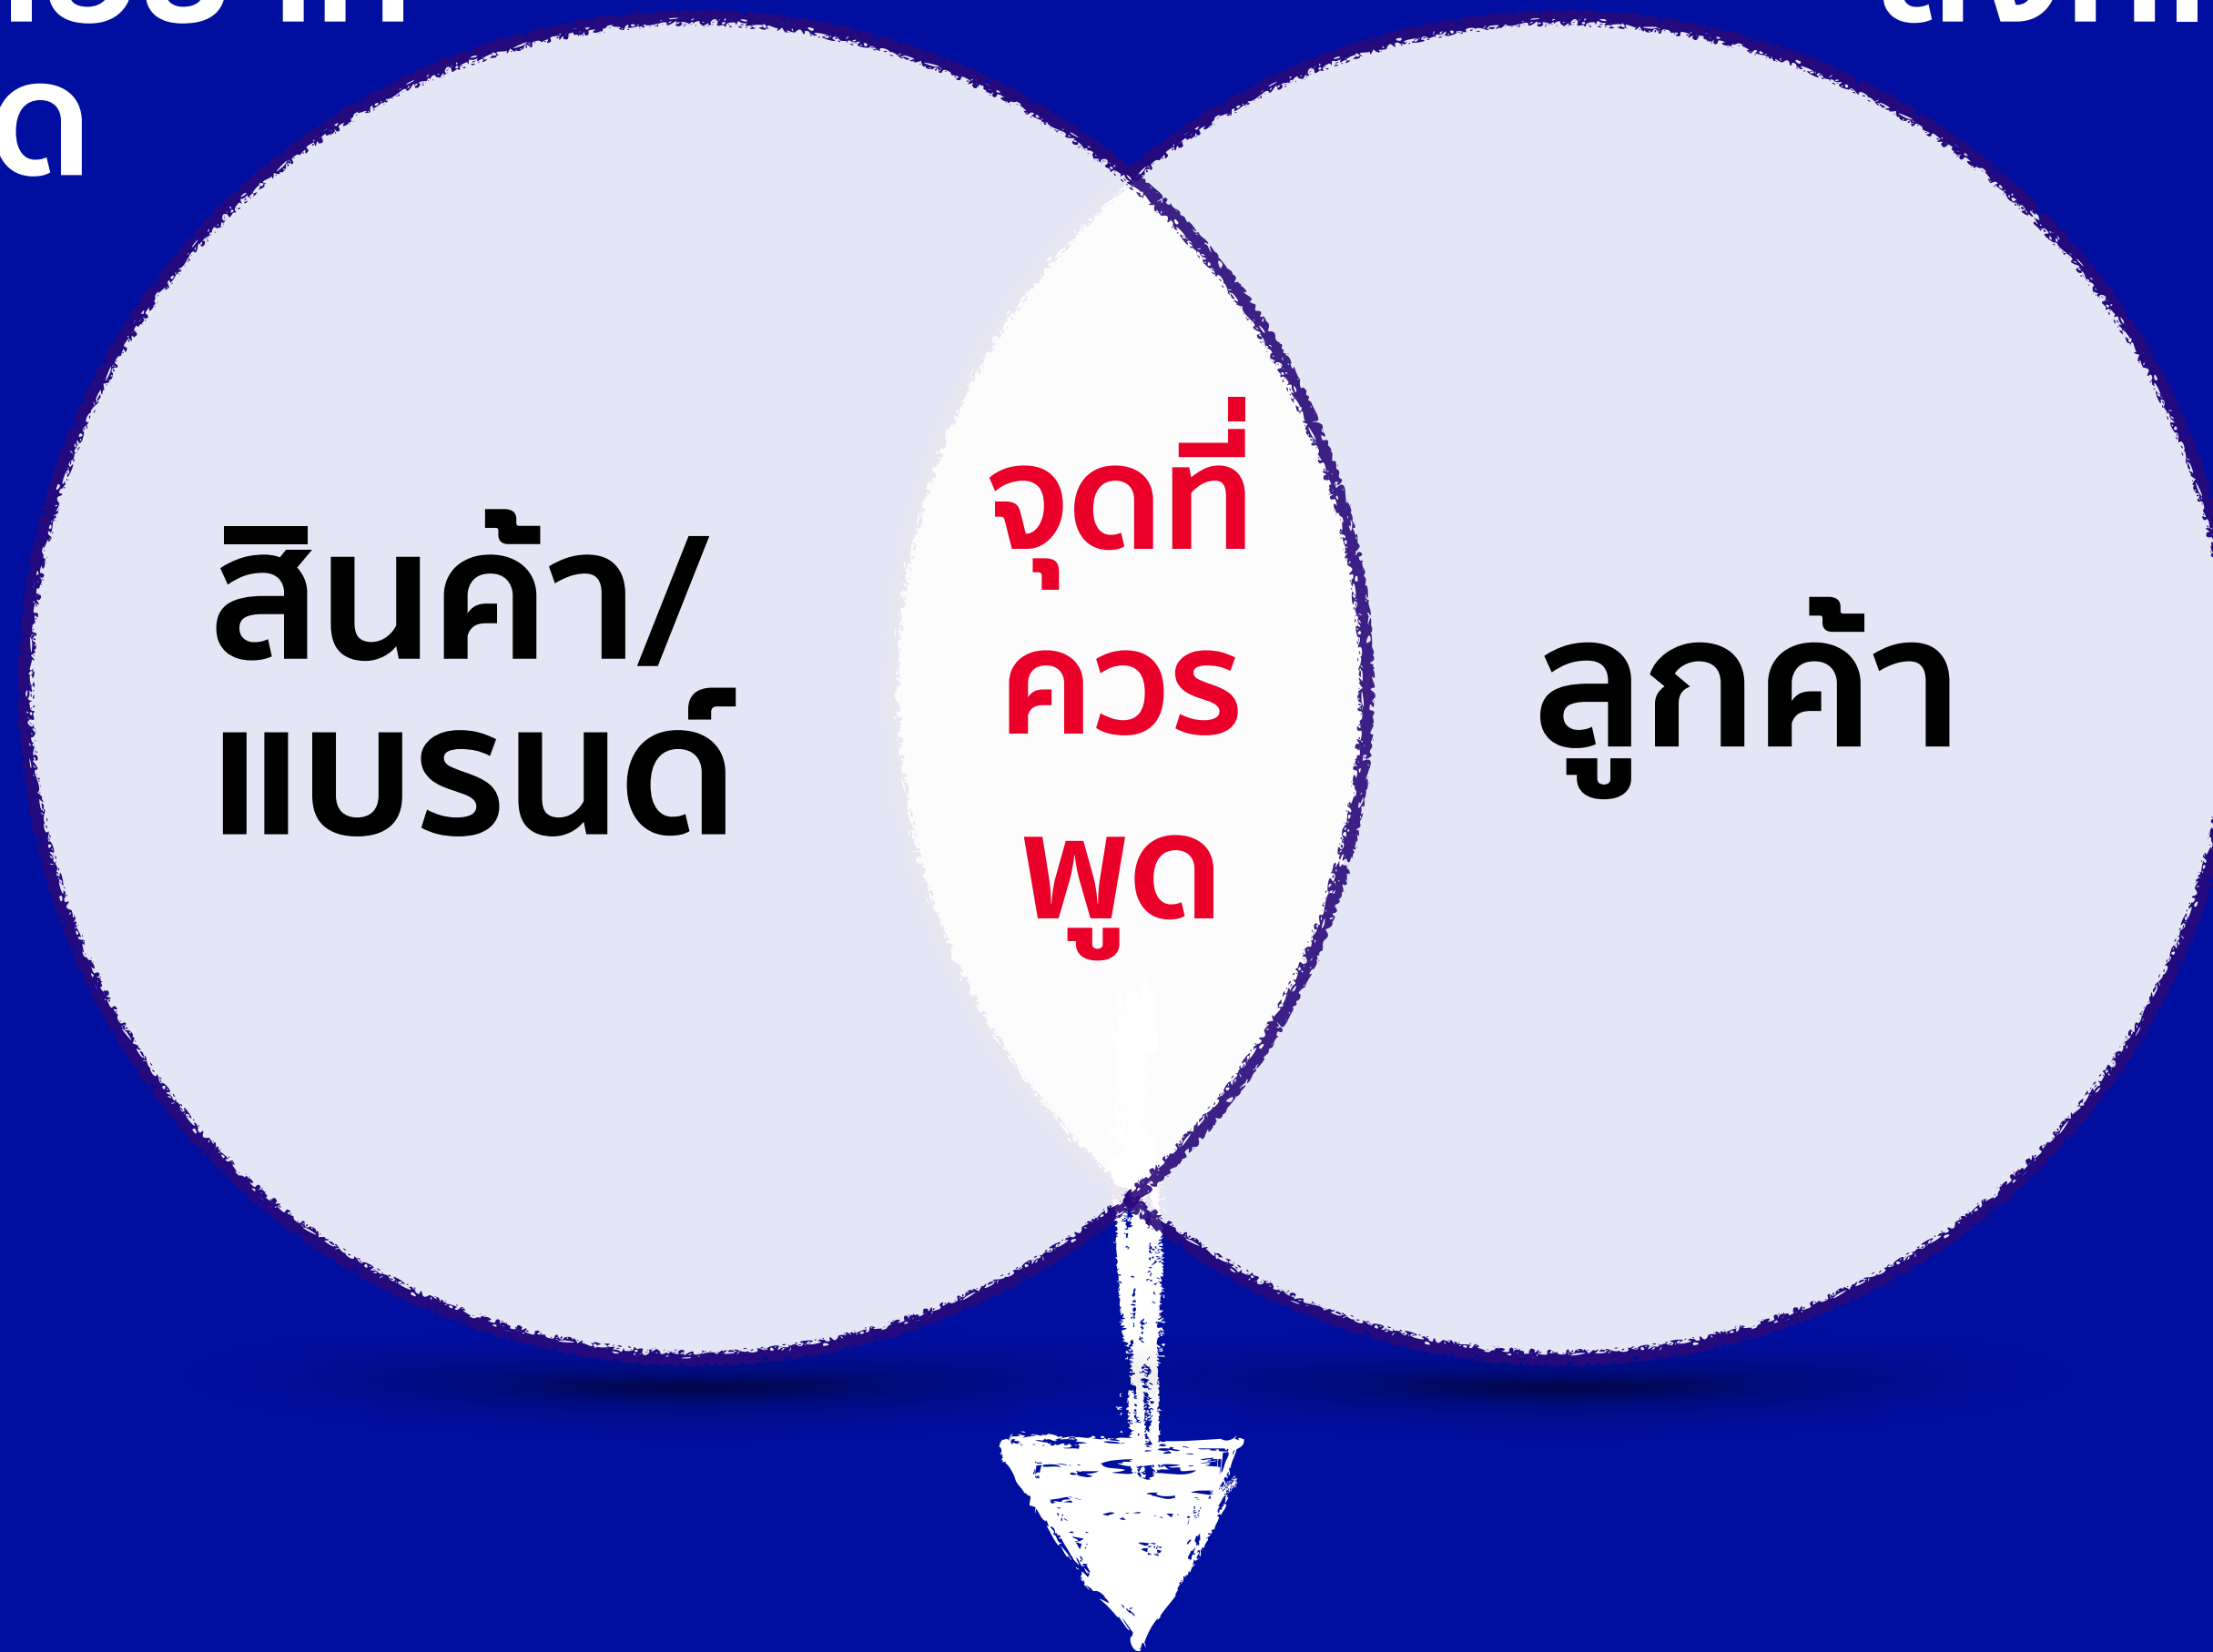 สินค้า/
แบรนด์
จุดที่
ควร
พูด
ลูกค้า